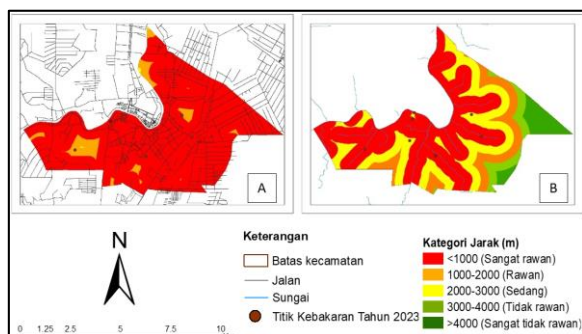 A
B
N
Keterangan
Batas kecamatan
Jalan
Sungai
Titik Kebakaran Tahun 2023
Kategori Jarak (m)
<1000 (Sangat rawan)
1000-2000 (Rawan)
2000-3000 (Sedang)
3000-4000 (Tidak rawan)
>4000 (Sangat tidak rawan)
0 1.25 2.5 5 7.5 10